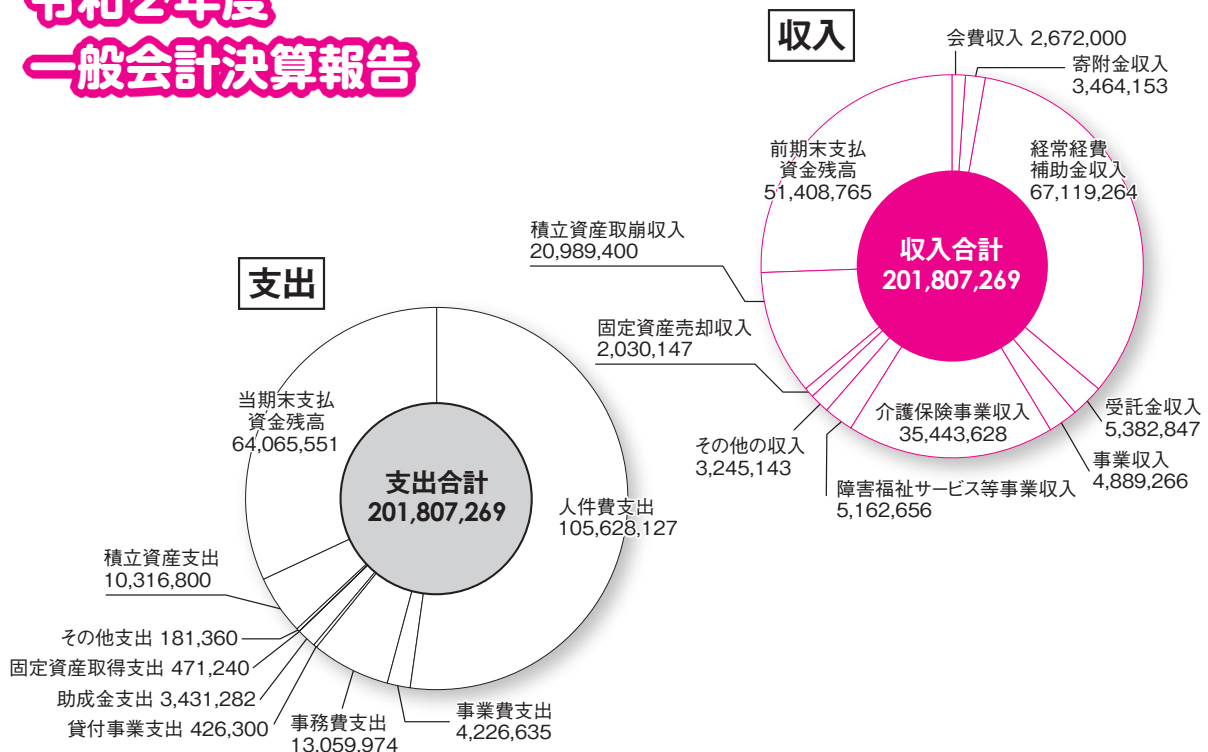 令和2年度
一般会計決算報告
収入
会費収入 2,672,000
寄附金収入
3,464,153
経常経費
補助金収入
67,119,264
受託金収入
5,382,847
事業収入
4,889,266
介護保険事業収入
35,443,628
障害福祉サービス等事業収入
5,162,656
その他の収入
3,245,143
固定資産売却収入
2,030,147
積立資産取崩収入
20,989,400
前期末支払
資金残高
51,408,765
収入合計
201,807,269
支出
人件費支出
105,628,127
事業費支出
4,226,635
事務費支出
13,059,974
貸付事業支出 426,300
助成金支出 3,431,282
固定資産取得支出 471,240
その他支出 181,360
積立資産支出
10,316,800
当期末支払
資金残高
64,065,551
支出合計
201,807,269